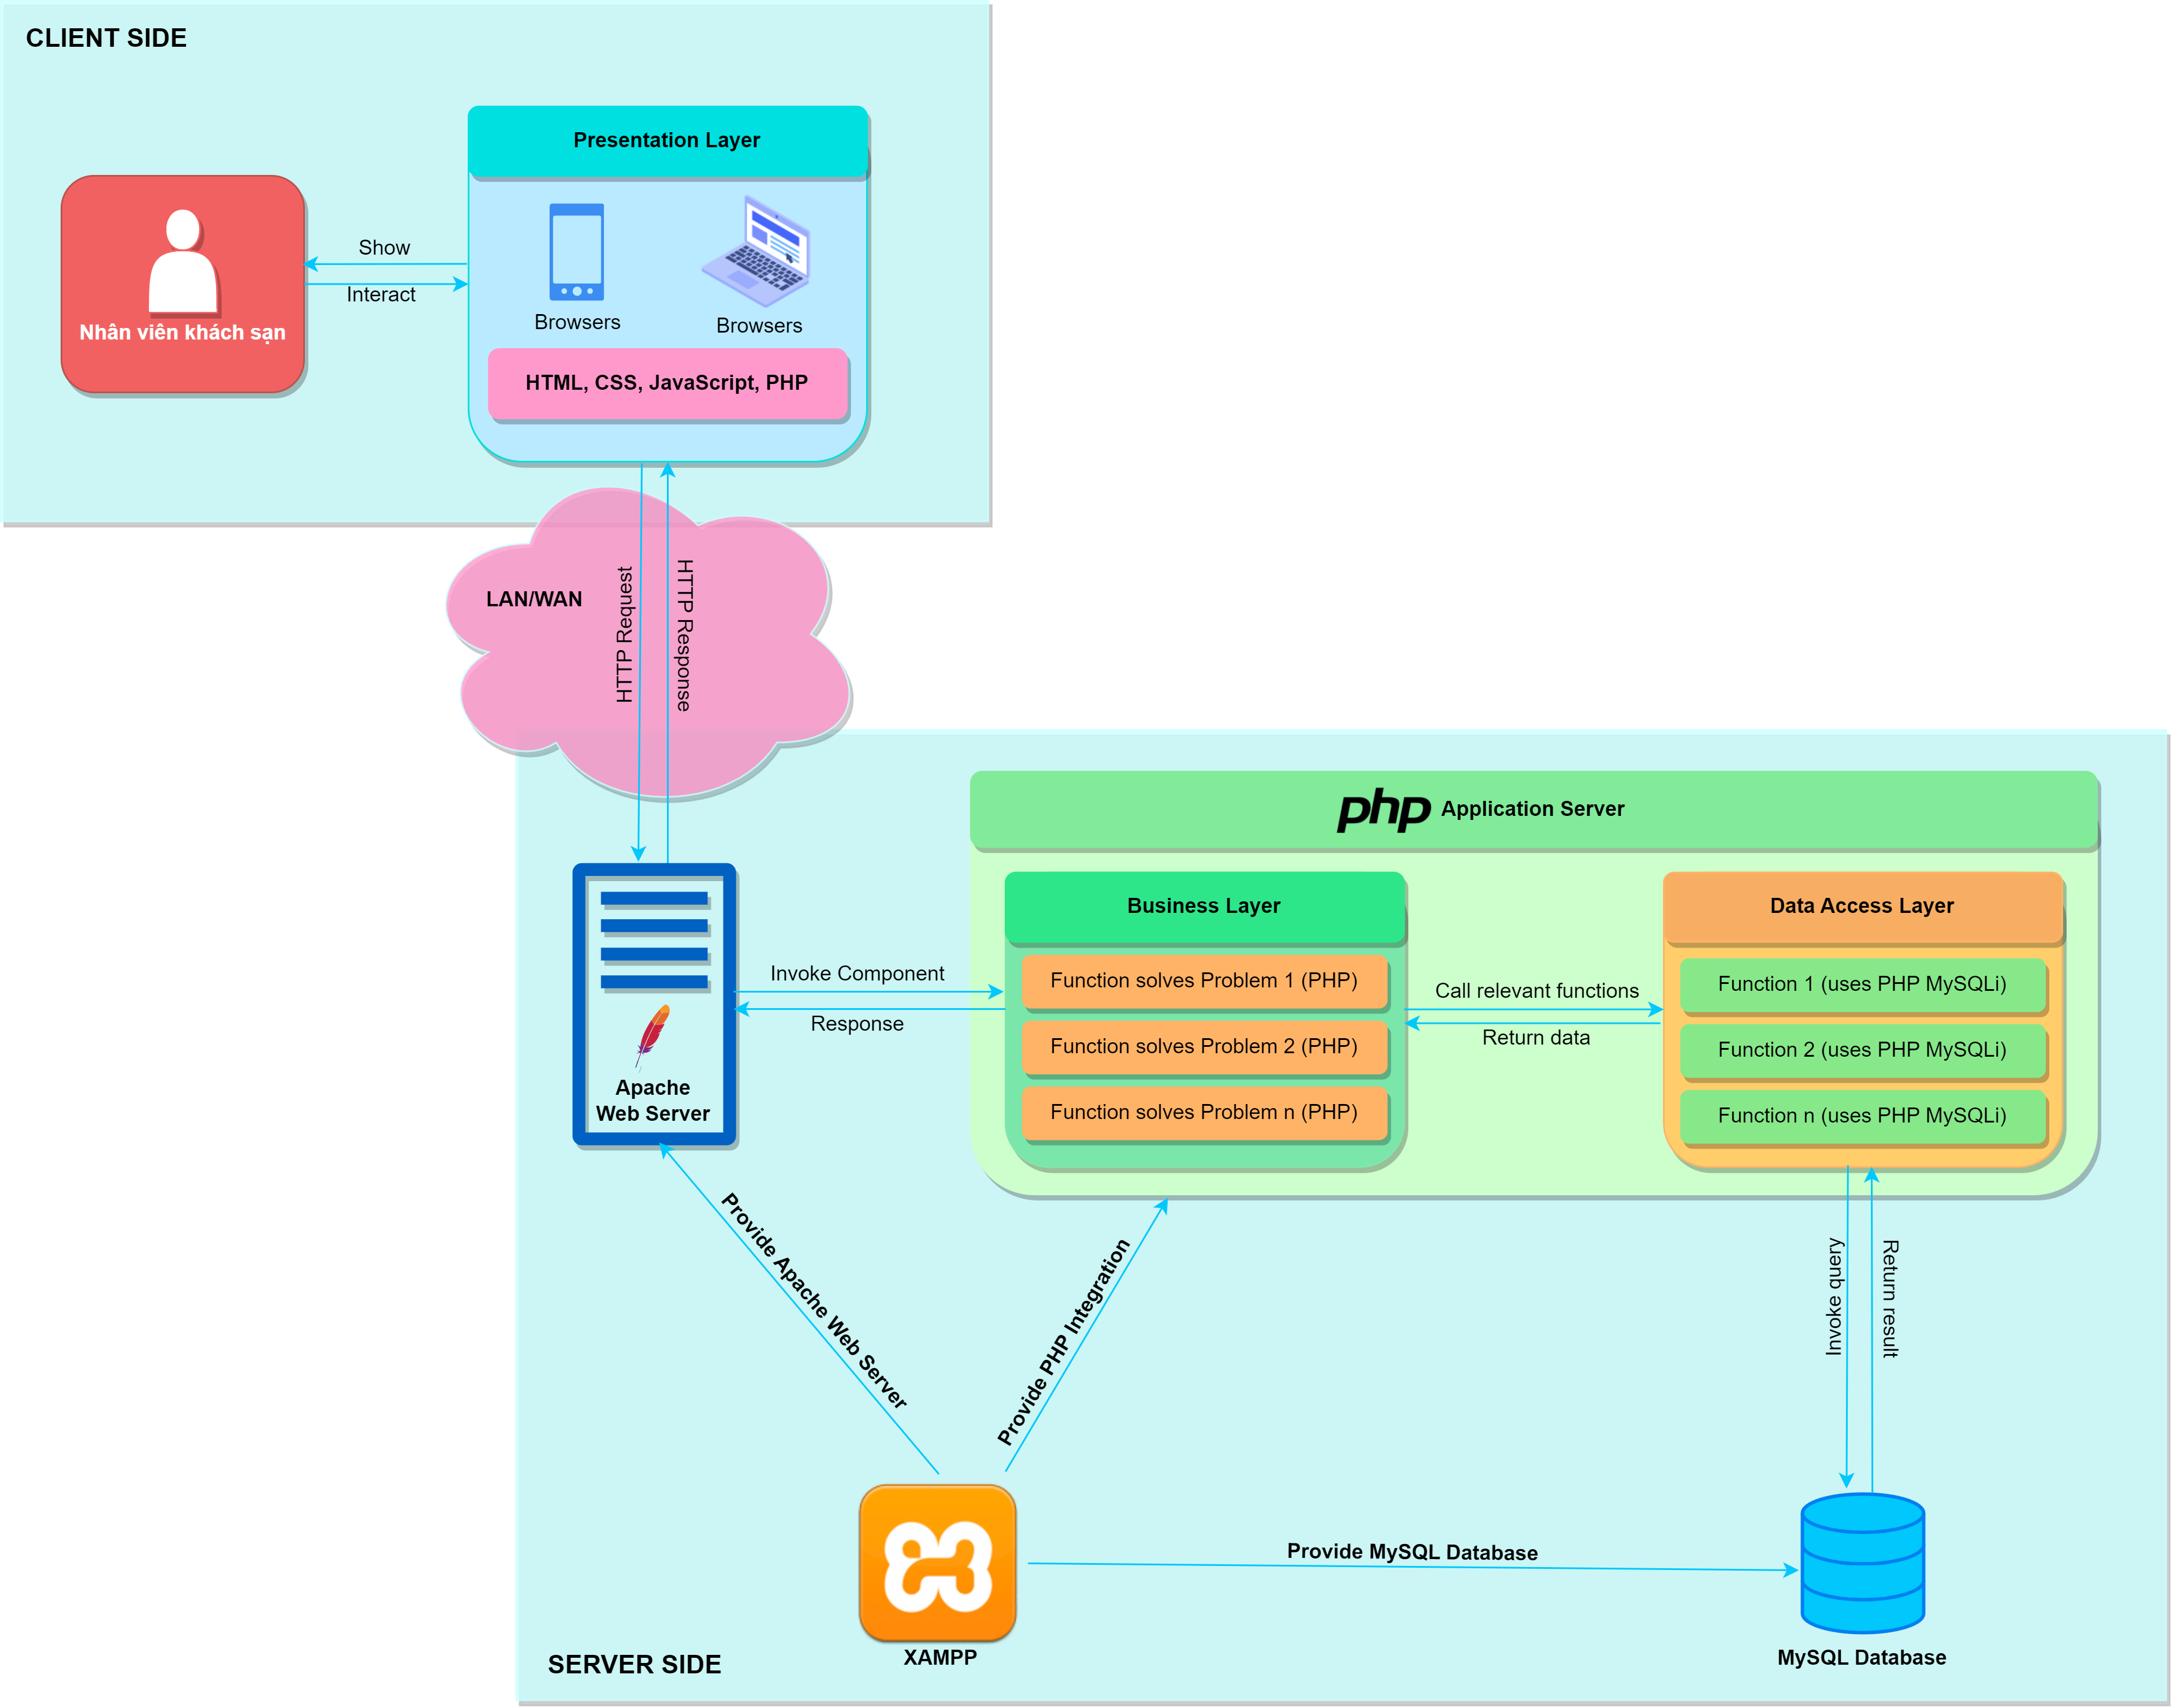 CLIENT SIDE
Presentation Layer
Nhân viên khách sạn
Show
Interact
Browsers
Browsers
HTML, CSS, JavaScript, PHP
LAN/WAN
HTTP Request
HTTP Response
php Application Server
Business Layer
Function solves Problem 1 (PHP)
Function solves Problem 2 (PHP)
Function solves Problem n (PHP)
Data Access Layer
Function 1 (uses PHP MySQLi)
Function 2 (uses PHP MySQLi)
Function n (uses PHP MySQLi)
Apache
Web Server
Invoke Component
Response
Call relevant functions
Return data
Provide Apache Web Server
Provide PHP Integration
Invoke query
Return result
Provide MySQL Database
XAMPP
MySQL Database
SERVER SIDE